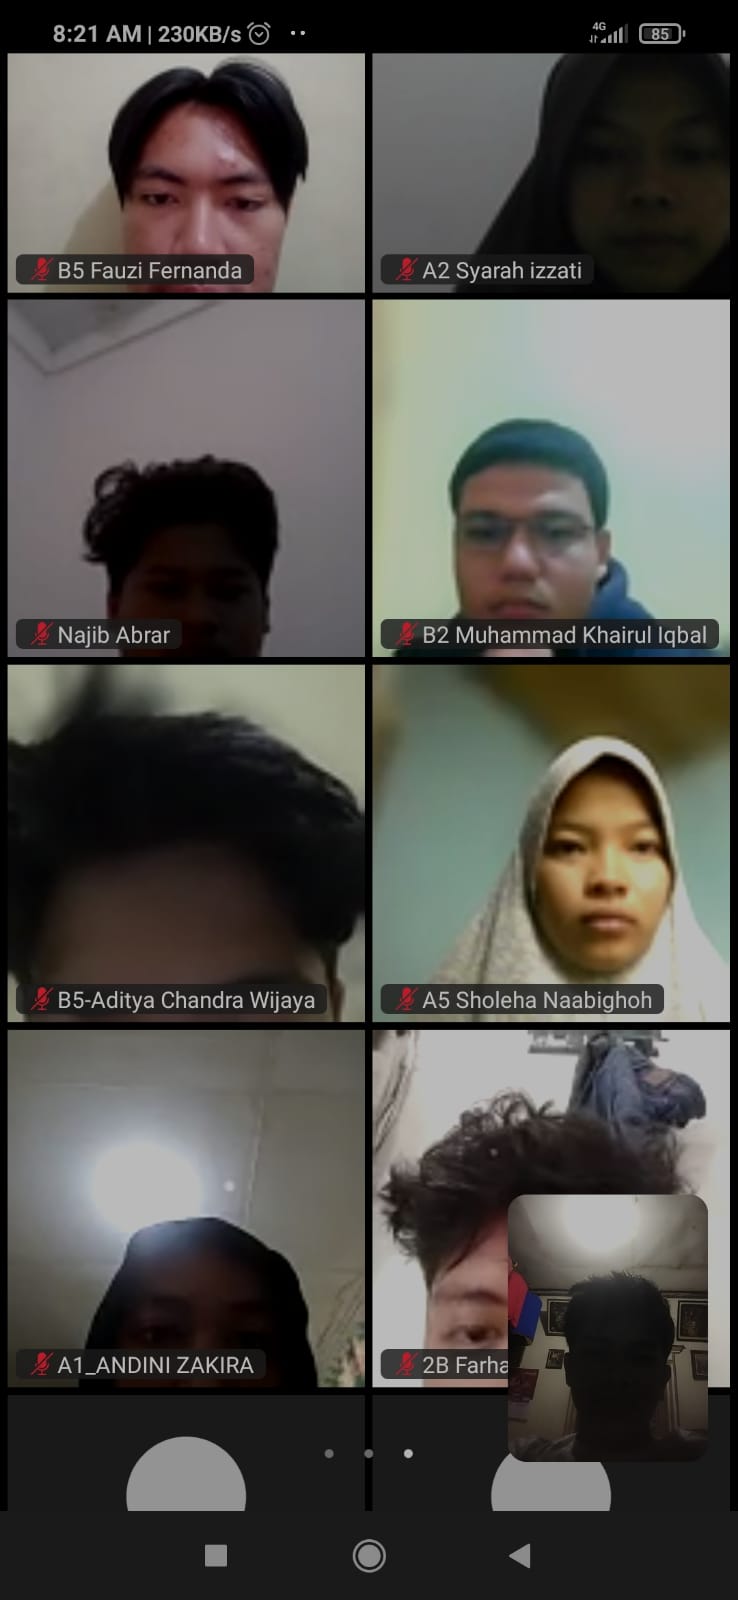 8:21 AM | 230KB/s
4G
85
B5 Fauzi Fernanda
A2 Syarah izzati
Najib Abrar
B2 Muhammad Khairul Iqbal
B5-Aditya Chandra Wijaya
A5 Sholeha Naabighoh
A1_ANDINI ZAKIRA
2B Farha